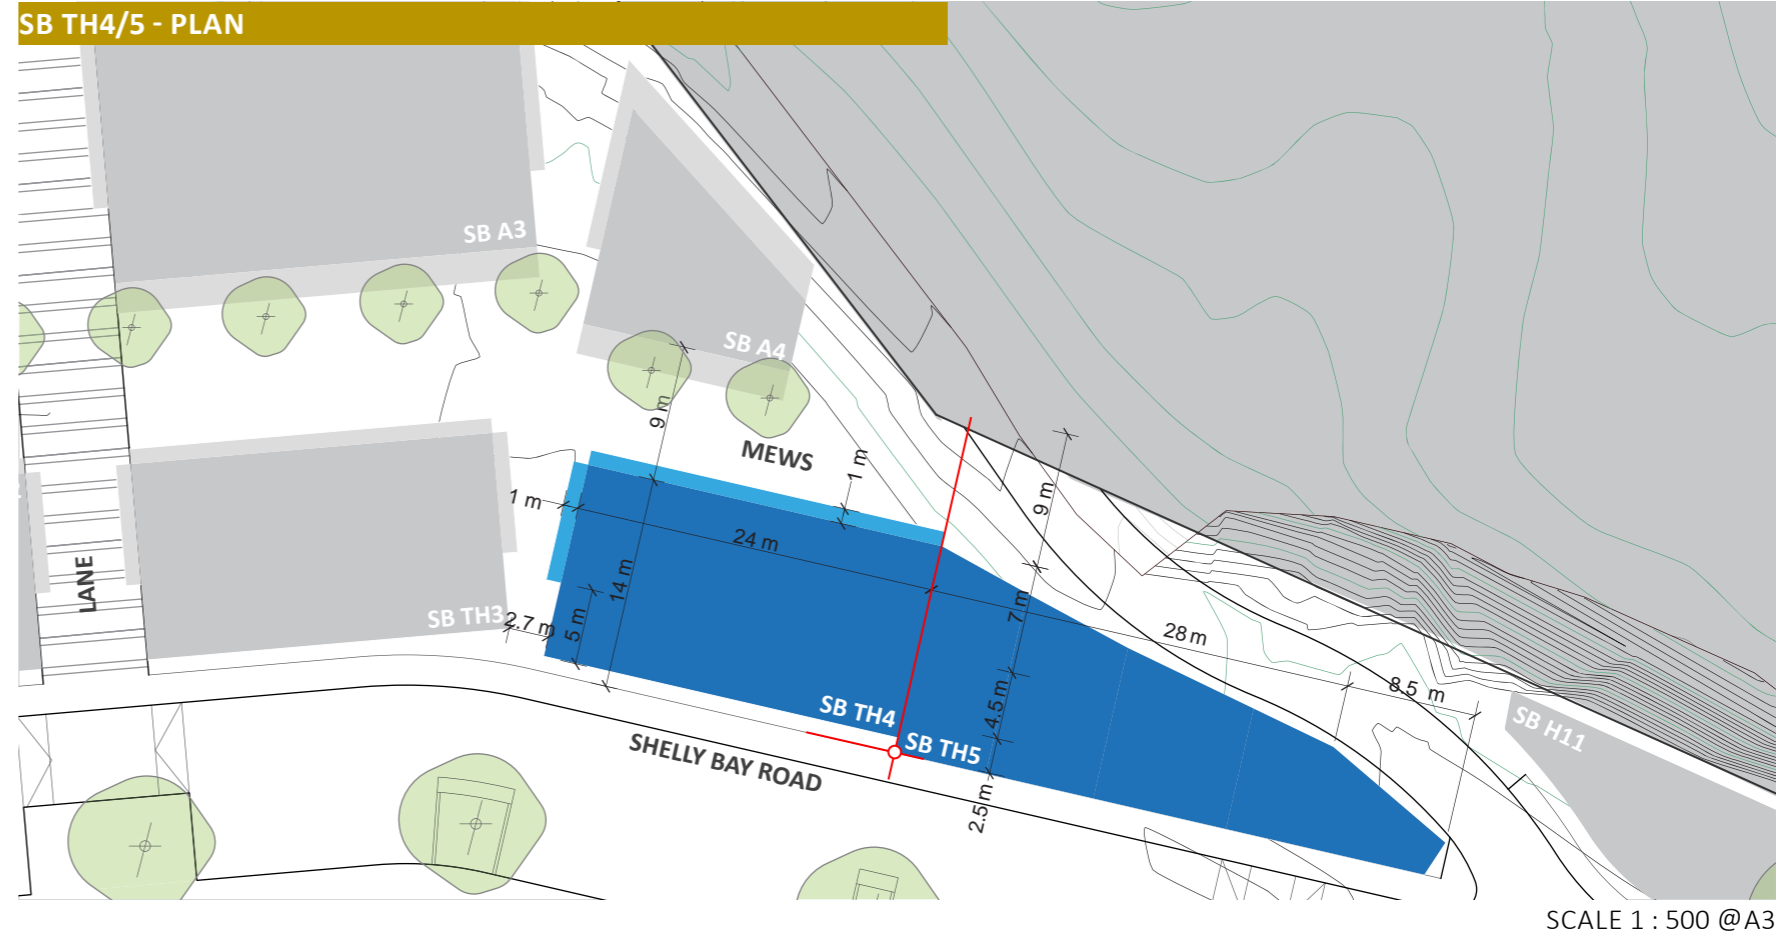 SB TH4/5 - PLAN
SB A3
SB A4
9 m
MEWS
1 m
1 m
9 m
24 m
LANE
14 m
SB TH3
2.7 m
5 m
7 m
28 m
8.5 m
4.5 m
SB TH4
SB TH5
SB H11
SHELLY BAY ROAD
2.5 m
SCALE 1 : 500 @A3